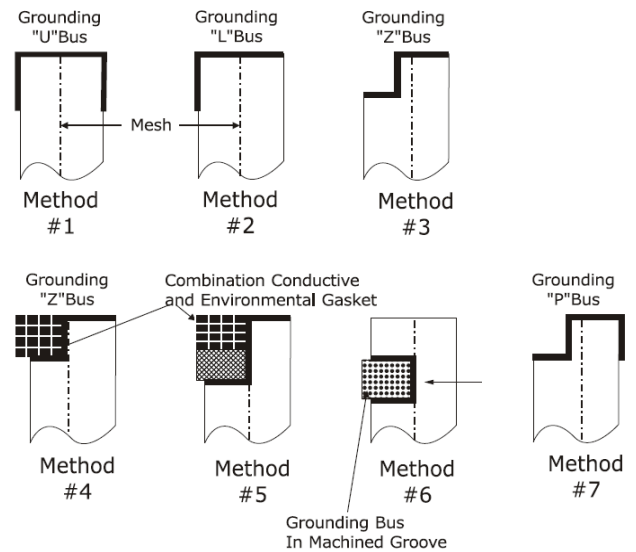 Grounding
"U"Bus
Grounding
"L"Bus
Grounding
"Z"Bus
Mesh
Method
#1
Method
#2
Method
#3
Grounding
"Z"Bus
Combination Conductive
and Environmental Gasket
Grounding
"P"Bus
Method
#4
Method
#5
Method
#6
Method
#7
Grounding Bus
In Machined Groove